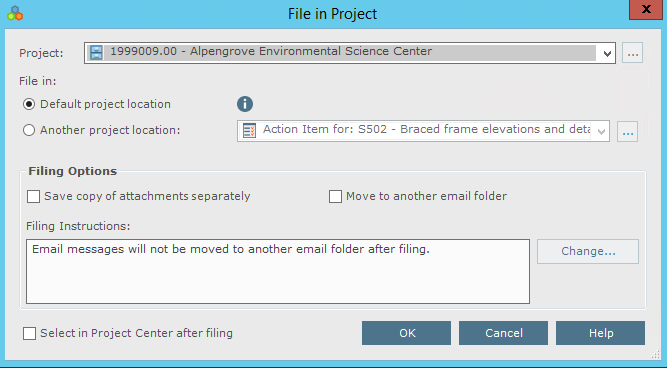 File in Project
X
Project: 1999009.00 - Alpengrove Environmental Science Center ...
File in:
Default project location
Another project location: Action Item for: S502 - Braced frame elevations and deta ...
Filing Options
Save copy of attachments separately Move to another email folder
Filing Instructions:
Email messages will not be moved to another email folder after filing.
Change...
Select in Project Center after filing OK Cancel Help